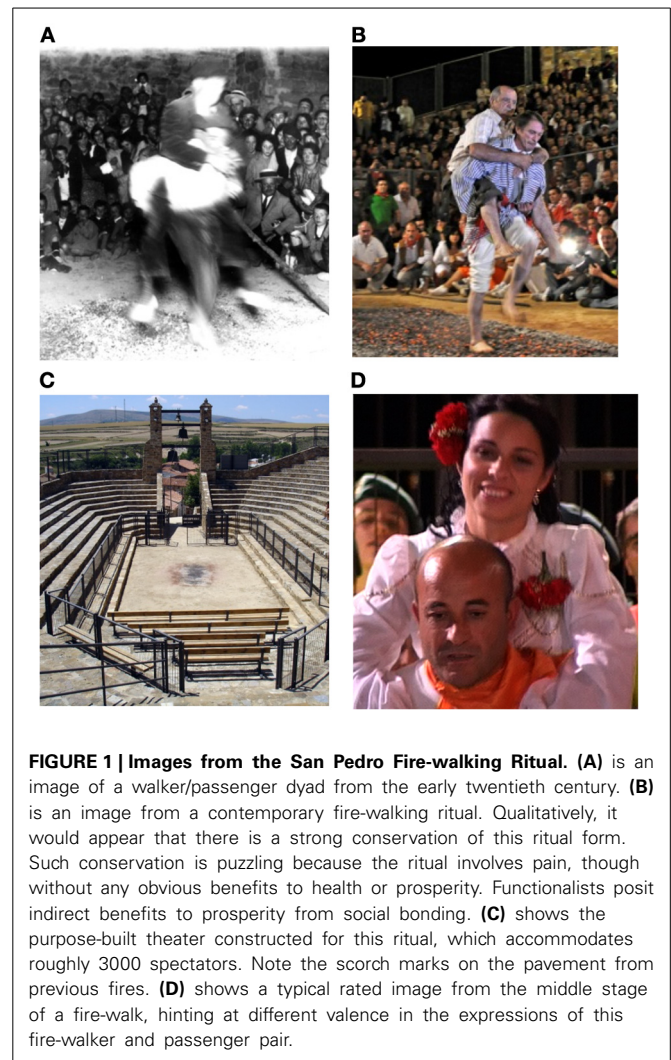 A
B
C
D
FIGURE 1 | Images from the San Pedro Fire-walking Ritual. (A) is an
image of a walker/passenger dyad from the early twentieth century. (B)
is an image from a contemporary fire-walking ritual. Qualitatively, it
would appear that there is a strong conservation of this ritual form.
Such conservation is puzzling because the ritual involves pain, though
without any obvious benefits to health or prosperity. Functionalists posit
indirect benefits to prosperity from social bonding. (C) shows the
purpose-built theater constructed for this ritual, which accommodates
roughly 3000 spectators. Note the scorch marks on the pavement from
previous fires. (D) shows a typical rated image from the middle stage
of a fire-walk, hinting at different valence in the expressions of this
fire-walker and passenger pair.